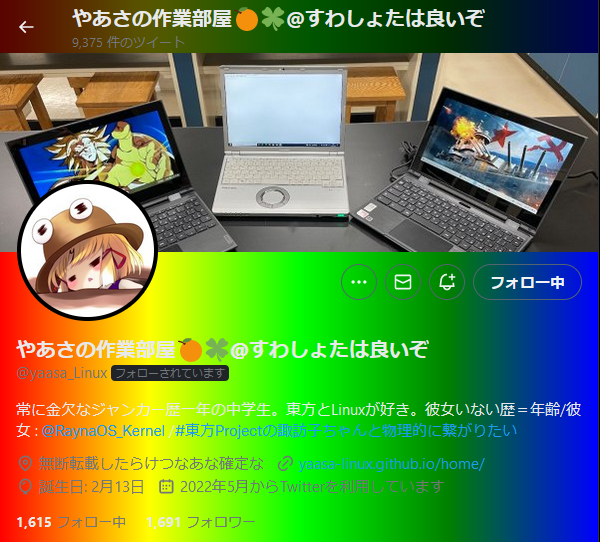 やあさの作業部屋🍊🍀@すわしょたは良いぞ
9,375 件のツイート
フォロー中
やあさの作業部屋🍊🍀@すわしょたは良いぞ
@yaasa_Linux フォローされています
常に金欠なジャンカー歴一年の中学生。東方とLinuxが好き。彼女いない歴＝年齢/彼
女 : @RaynaOS_Kernel /#東方Projectの諏訪子ちゃんと物理的に繋がりたい
無断転載したらけつなあな確定な yaasa-linux.github.io/home/
誕生日: 2月13日 2022年5月からTwitterを利用しています
1,615 フォロー中 1,691 フォロワー